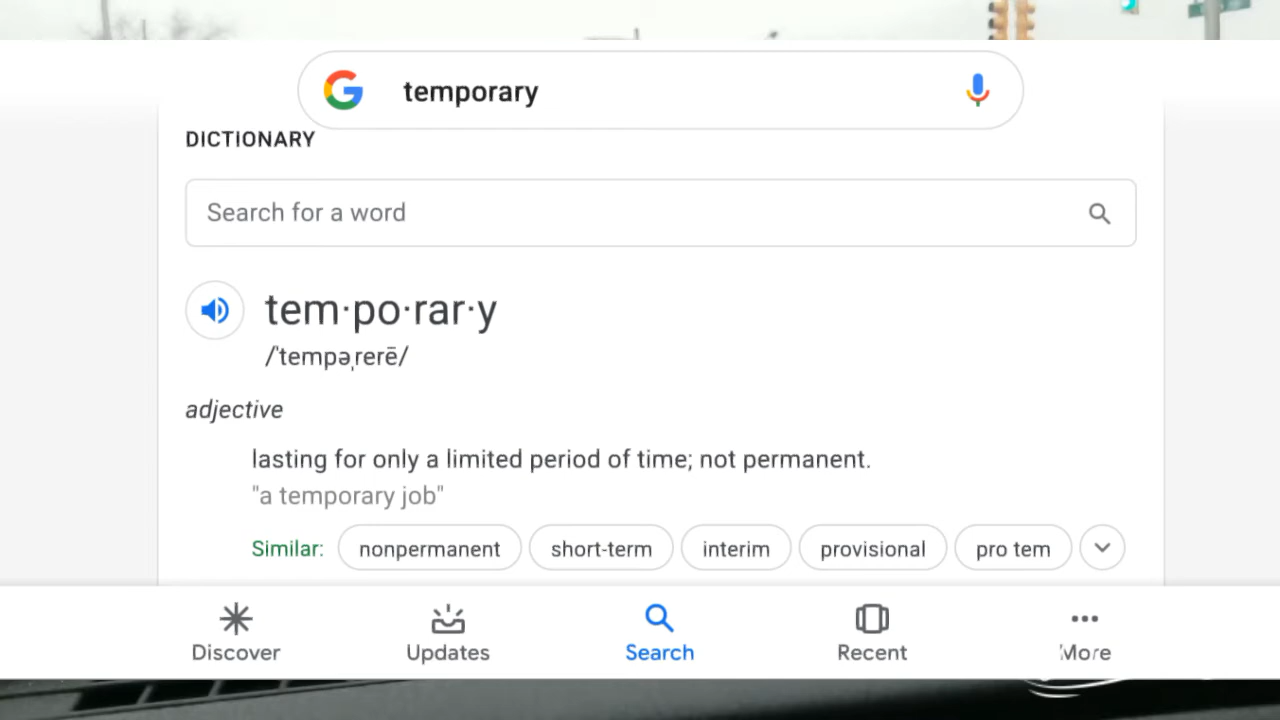 temporary
DICTIONARY
Search for a word
tem·po·rar·y
/ˈtempəˌrerē/
adjective
lasting for only a limited period of time; not permanent.
"a temporary job"
Similar: nonpermanent short-term interim provisional pro tem
Discover Updates Search Recent More